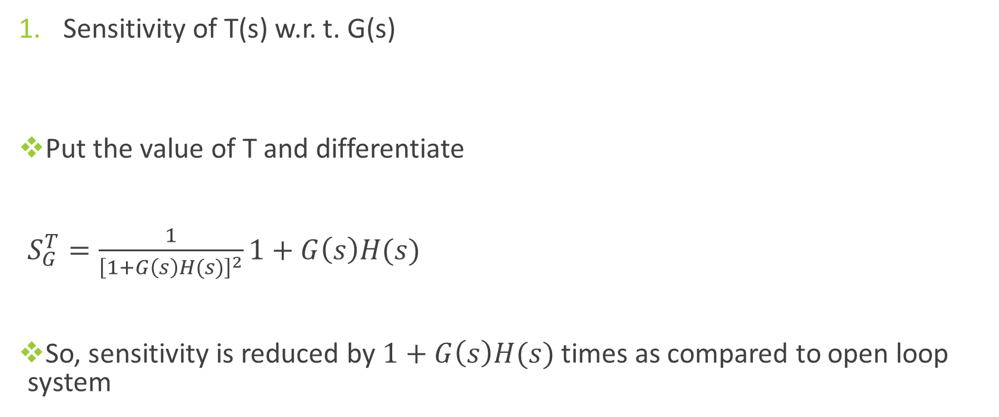 1. Sensitivity of T(s) w.r. t. G(s)
❖Put the value of T and differentiate
$S_G^T = \frac{1}{[1+G(s)H(s)]^2} 1 + G(s)H(s)$
❖So, sensitivity is reduced by $1 + G(s)H(s)$ times as compared to open loop
system